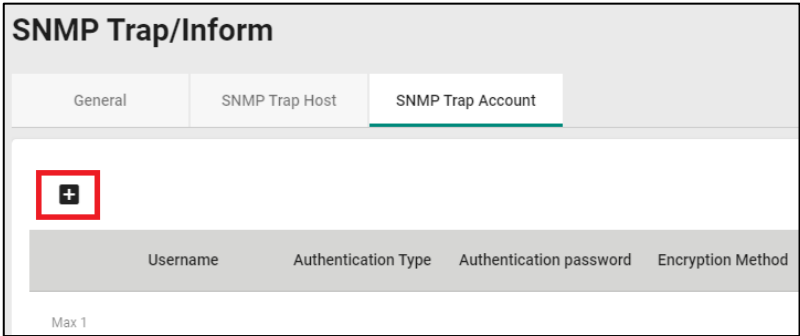 SNMP Trap/Inform
General SNMP Trap Host SNMP Trap Account
Username Authentication Type Authentication password Encryption Method
Max 1